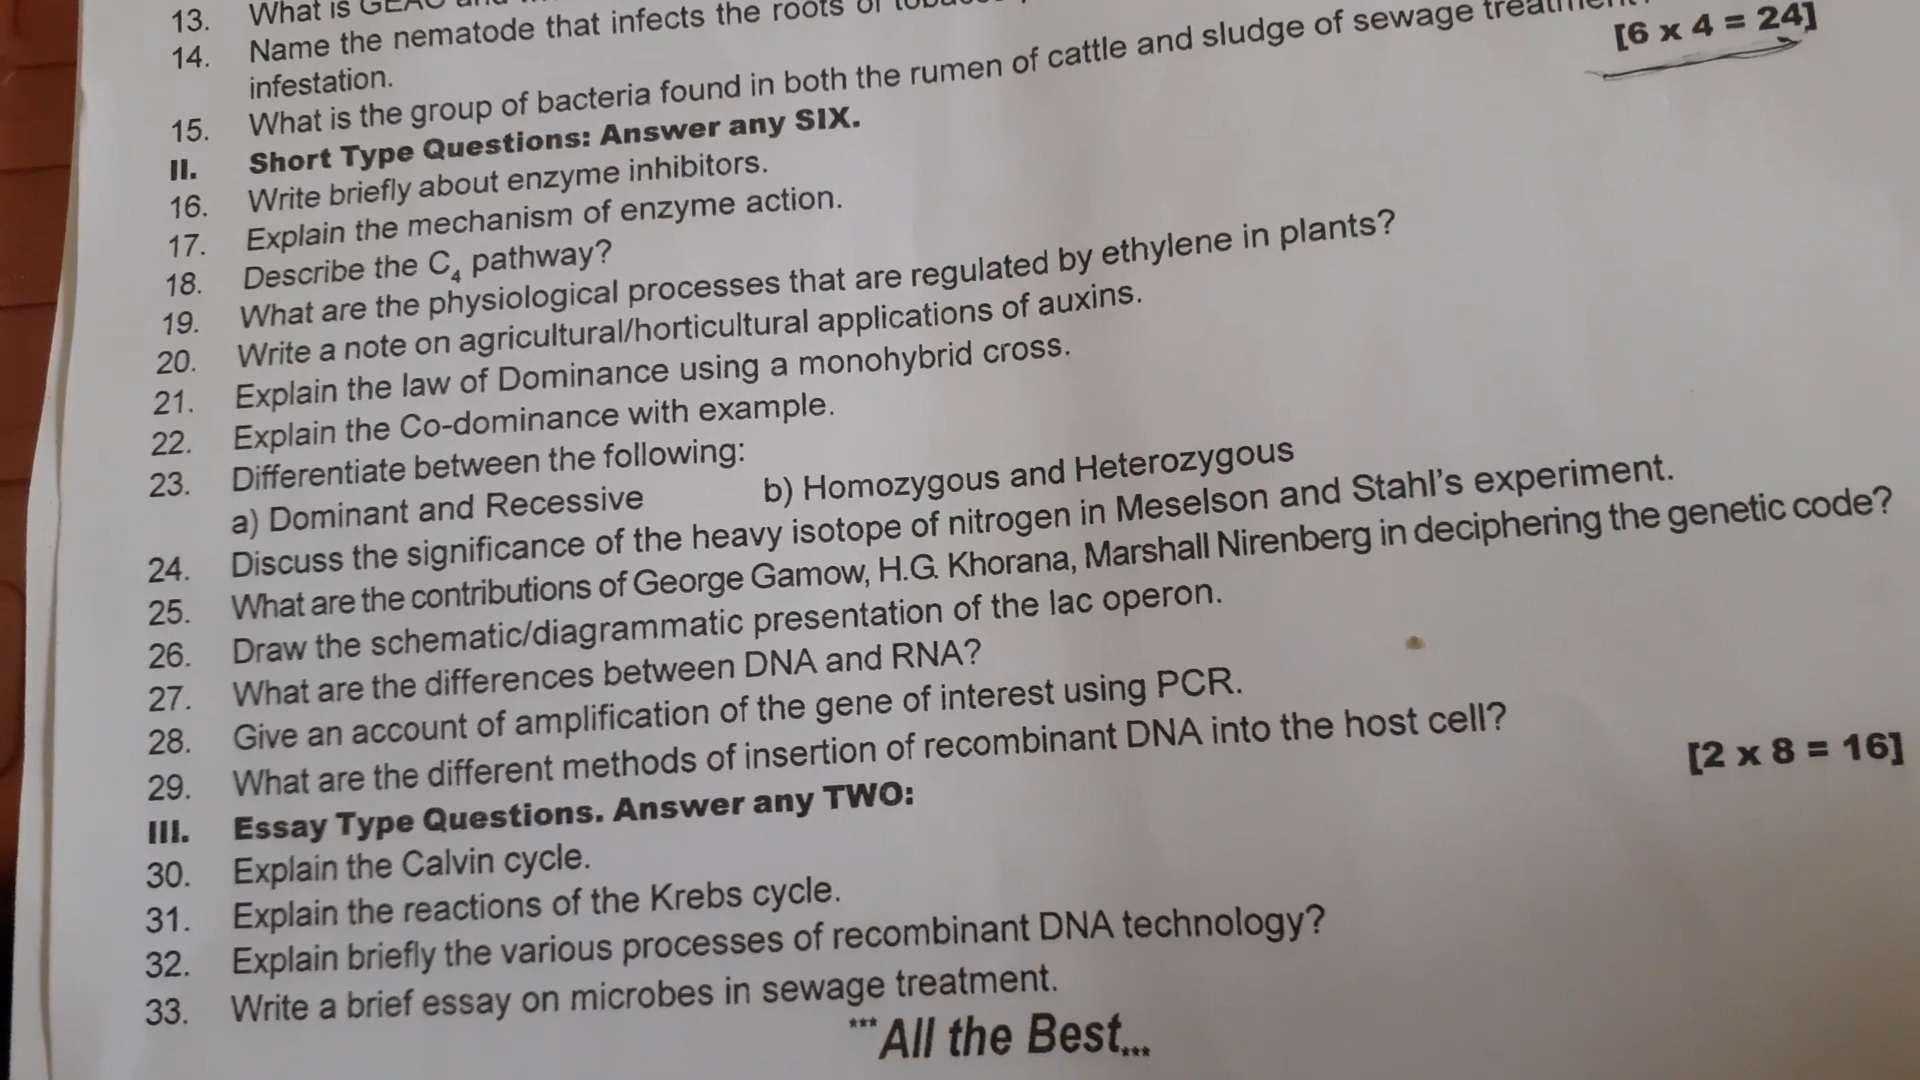 13. What is GEAC
14. Name the nematode that infects the roots of
infestation.
15. What is the group of bacteria found in both the rumen of cattle and sludge of sewage
[6 x 4 = 24]
II. Short Type Questions: Answer any SIX.
16. Write briefly about enzyme inhibitors.
17. Explain the mechanism of enzyme action.
18. Describe the C4 pathway?
19. What are the physiological processes that are regulated by ethylene in plants?
20. Write a note on agricultural/horticultural applications of auxins.
21. Explain the law of Dominance using a monohybrid cross.
22. Explain the Co-dominance with example.
23. Differentiate between the following:
a) Dominant and Recessive b) Homozygous and Heterozygous
24. Discuss the significance of the heavy isotope of nitrogen in Meselson and Stahl's experiment.
25. What are the contributions of George Gamow, H.G. Khorana, Marshall Nirenberg in deciphering the genetic code?
26. Draw the schematic/diagrammatic presentation of the lac operon.
27. What are the differences between DNA and RNA?
28. Give an account of amplification of the gene of interest using PCR.
29. What are the different methods of insertion of recombinant DNA into the host cell?
III. Essay Type Questions. Answer any TWO: [2 x 8 = 16]
30. Explain the Calvin cycle.
31. Explain the reactions of the Krebs cycle.
32. Explain briefly the various processes of recombinant DNA technology?
33. Write a brief essay on microbes in sewage treatment.
***All the Best...***